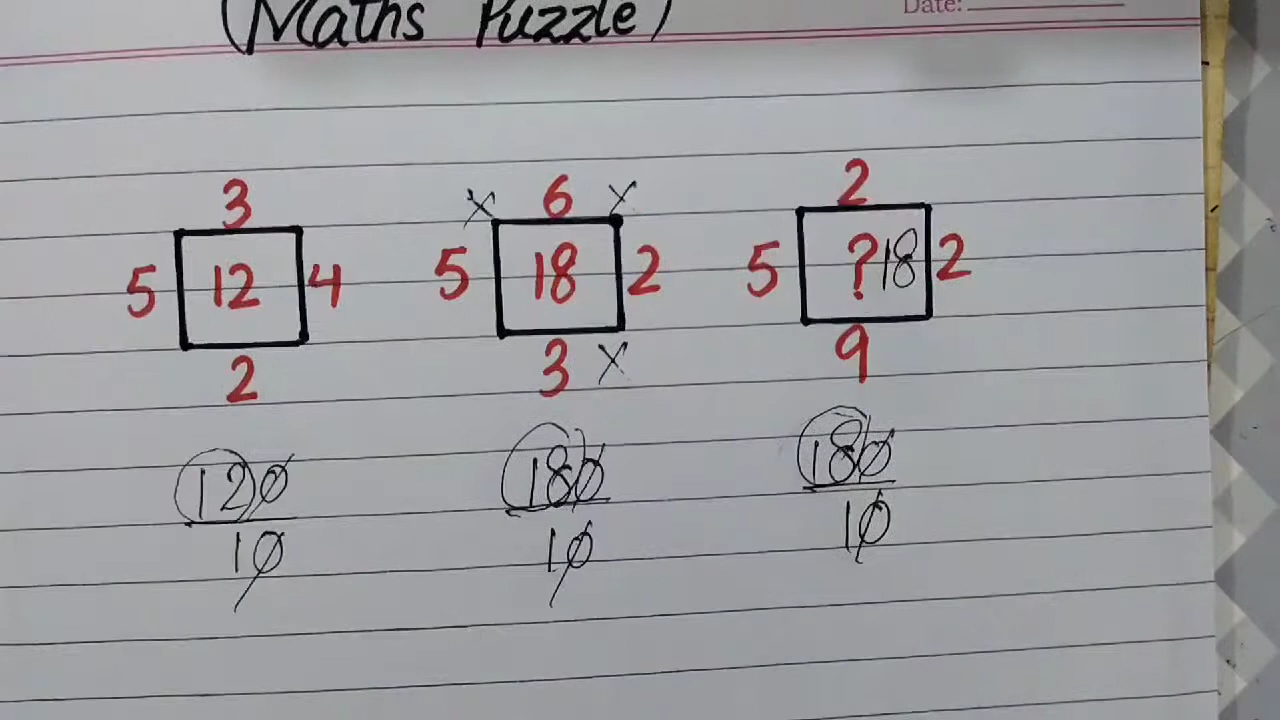 (Maths Puzzle)
Date:
3 × 6 × 2
5 12 4 5 18 2 5 ? 18 2
2 3 × 9
120 180 180
10 10 10